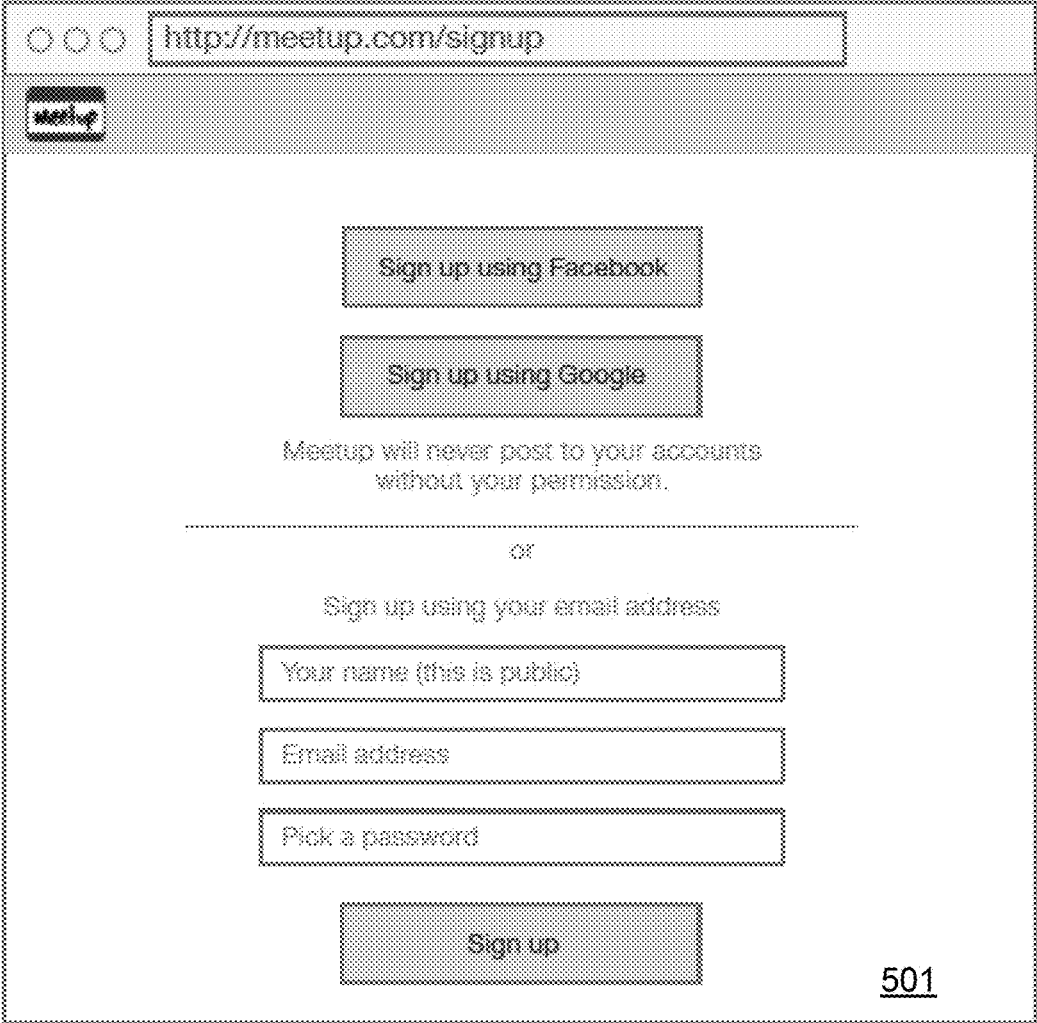 http://meetup.com/signup
meetup
Sign up using Facebook
Sign up using Google
Meetup will never post to your accounts
without your permission.
or
Sign up using your email address
Your name (this is public)
Email address
Pick a password
Sign up
501